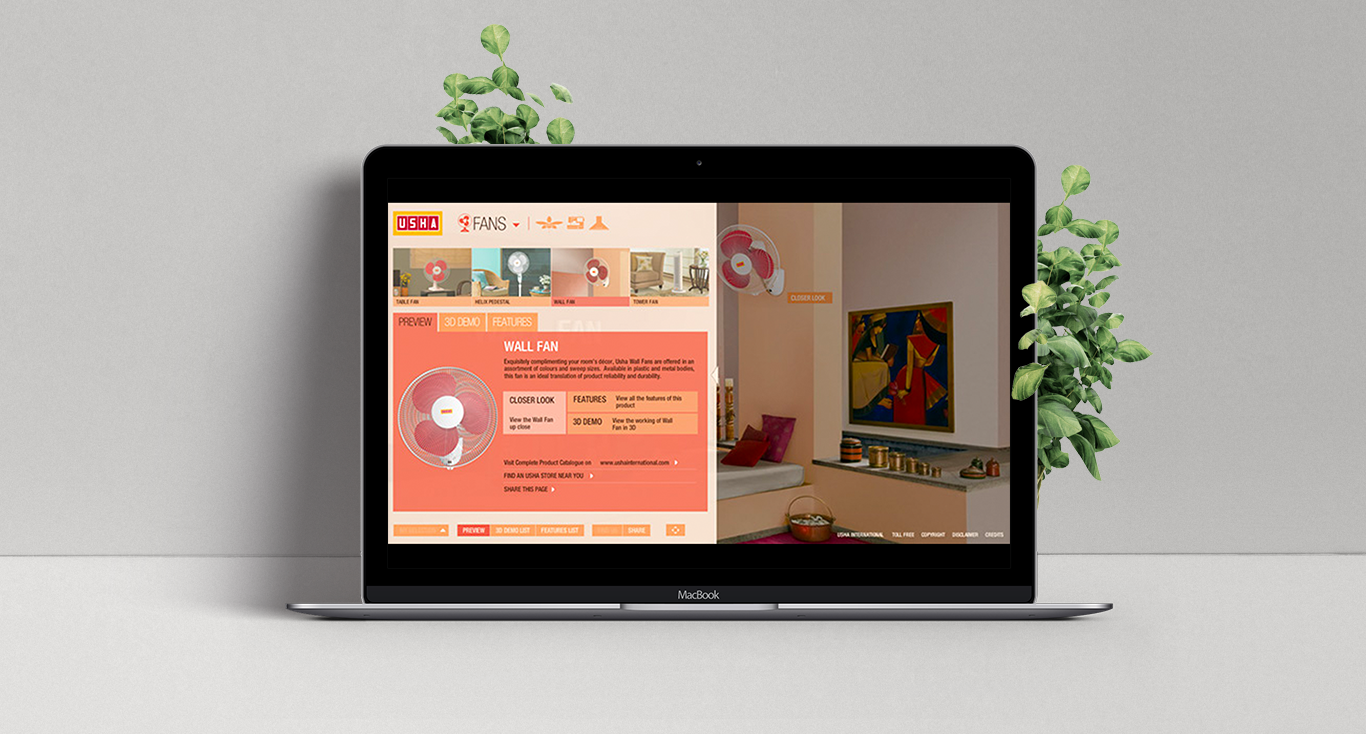 USHA
FANS
TABLE FAN
HELIX PEDESTAL
WALL FAN
TOWER FAN
CLOSER LOOK
PREVIEW
3D DEMO
FEATURES
FAN
WALL FAN
Exquisitely complimenting your room's décor, Usha Wall Fans are offered in an
assortment of colours and sweep sizes. Available in plastic and metal bodies,
this fan is an ideal translation of product reliability and durability.
CLOSER LOOK
View the Wall Fan
up close
FEATURES
View all the features of this
product
3D DEMO
View the working of Wall
Fan in 3D
Visit Complete Product Catalogue on www.ushainternational.com
FIND AN USHA STORE NEAR YOU
SHARE THIS PAGE
PREVIEW
3D DEMO LIST
FEATURES LIST
SHARE
USHA INTERNATIONAL
TOLL FREE
COPYRIGHT
DISCLAIMER
CREDITS
MacBook